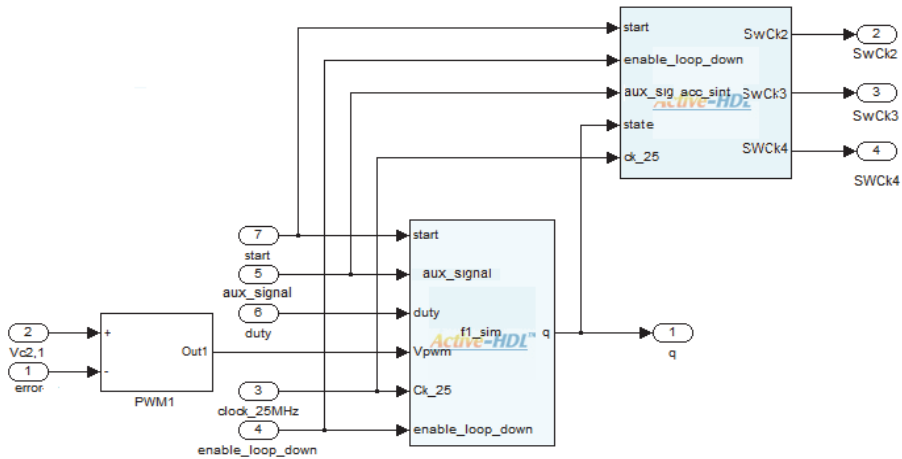 start
SwCk2
2
SwCk2
enable_loop_down
aux_sig
acc_sint
SwCk3
Active-HDL
3
SwCk3
state
SWCk4
4
SWCk4
ck_25
7
start
start
5
aux_signal
aux_signal
6
duty
duty
f1_sim
q
Active-HDL™
1
q
2
Vc2,1
+
Out1
Vpwm
1
error
-
PWM1
3
clock_25MHz
Ck_25
4
enable_loop_down
enable_loop_down